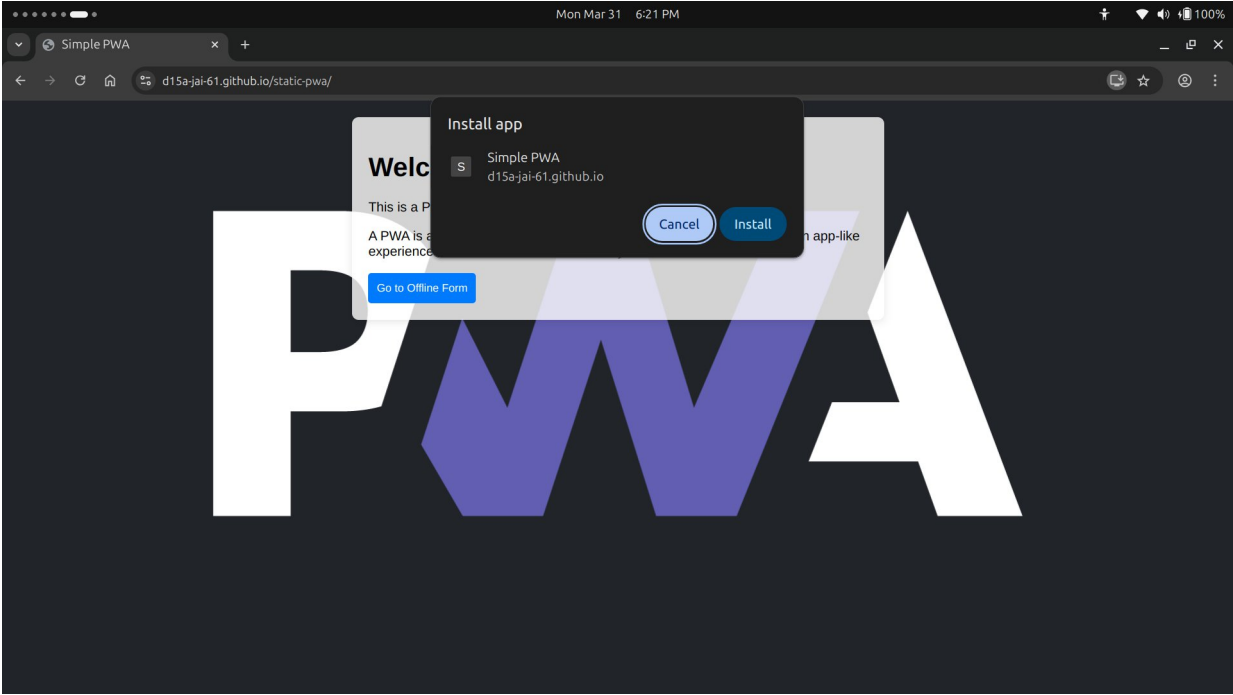 Mon Mar 31 6:21 PM
100%
Simple PWA
d15a-jai-61.github.io/static-pwa/
Install app
S
Simple PWA
d15a-jai-61.github.io
Cancel
Install
This is a
A PWA is
app-like
experience
Go to Offline Form
PWA